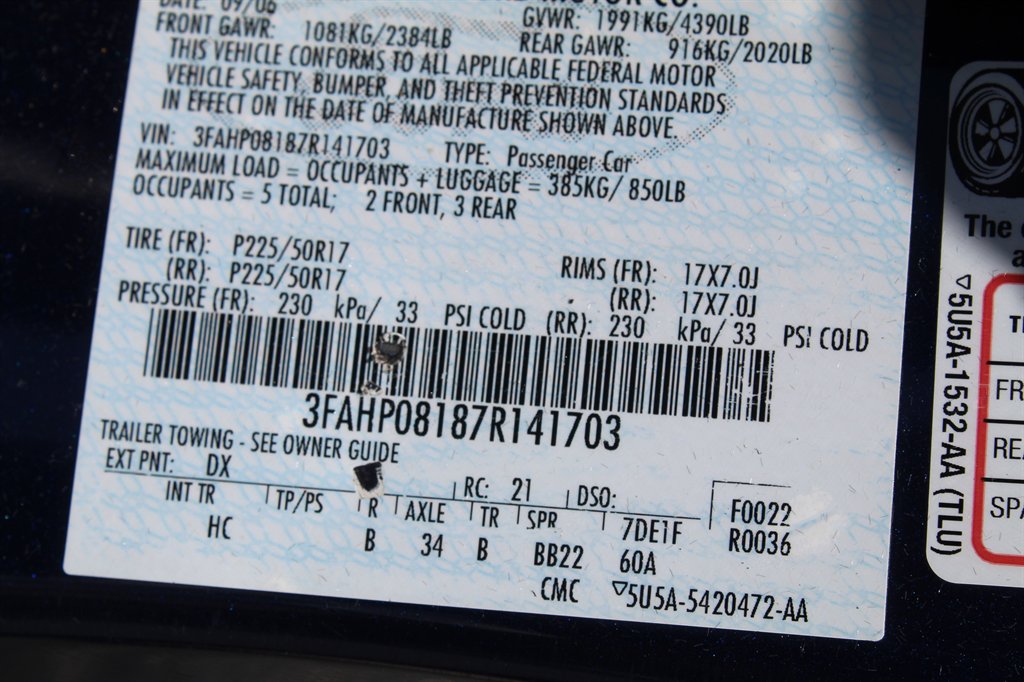 DATE: 09/06
MOTOR CO.
GVWR: 1991KG/4390LB
FRONT GAWR: 1081KG/2384LB
REAR GAWR: 916KG/2020LB
THIS VEHICLE CONFORMS TO ALL APPLICABLE FEDERAL MOTOR
VEHICLE SAFETY, BUMPER, AND THEFT PREVENTION STANDARDS
IN EFFECT ON THE DATE OF MANUFACTURE SHOWN ABOVE.
VIN: 3FAHP08187R141703 TYPE: Passenger Car
MAXIMUM LOAD = OCCUPANTS + LUGGAGE = 385KG/ 850LB
OCCUPANTS = 5 TOTAL; 2 FRONT, 3 REAR
TIRE (FR): P225/50R17 RIMS (FR): 17X7.0J
(RR): P225/50R17 (RR): 17X7.0J
PRESSURE (FR): 230 kPa/ 33 PSI COLD (RR): 230 kPa/ 33 PSI COLD
3FAHP08187R141703
TRAILER TOWING - SEE OWNER GUIDE
EXT PNT: DX RC: 21 DSO: F0022
INT TR TP/PS R AXLE TR SPR 7DE1F R0036
HC B 34 B BB22 60A
CMC ▽5U5A-5420472-AA
The
▽5U5A-1532-AA (TLU)
FR